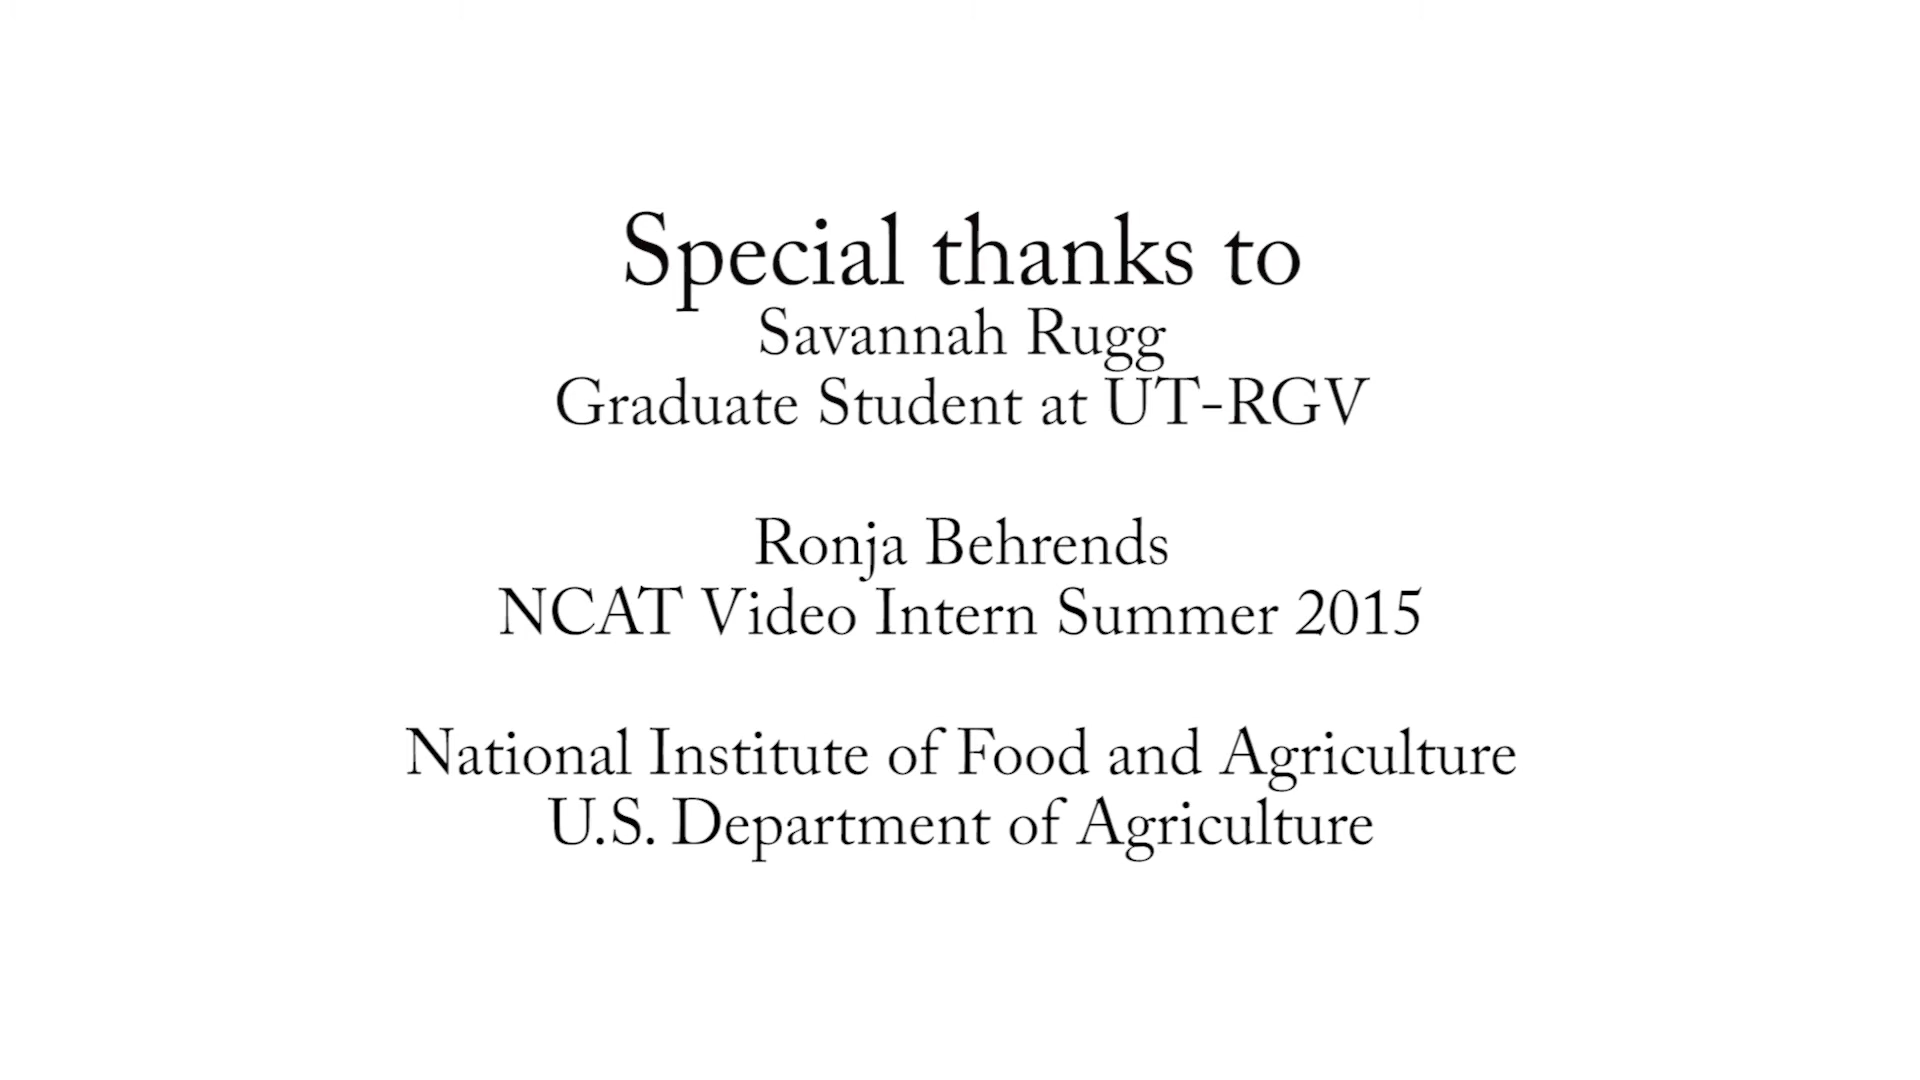 Special thanks to
Savannah Rugg
Graduate Student at UT-RGV
Ronja Behrends
NCAT Video Intern Summer 2015
National Institute of Food and Agriculture
U.S. Department of Agriculture